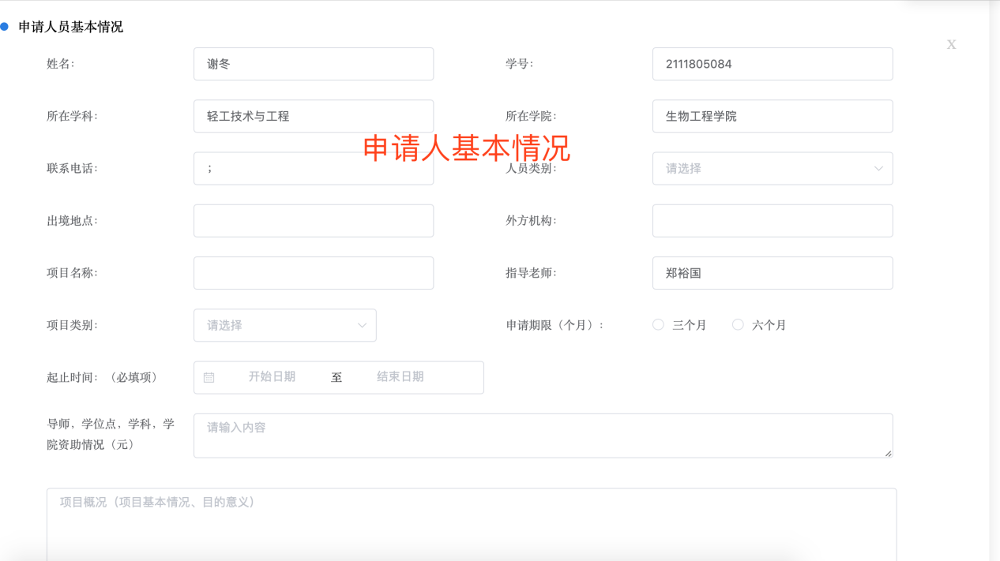 申请人员基本情况
x
姓名：
谢冬
学号：
2111805084
所在学科：
轻工技术与工程
所在学院：
生物工程学院
申请人基本情况
联系电话：
；
人员类别：
请选择
出境地点：
外方机构：
项目名称：
指导老师：
郑裕国
项目类别：
请选择
申请期限（个月）：
三个月
六个月
起止时间：（必填项）
开始日期
至
结束日期
导师，学位点，学科，学
院资助情况（元）
请输入内容
项目概况（项目基本情况、目的意义）